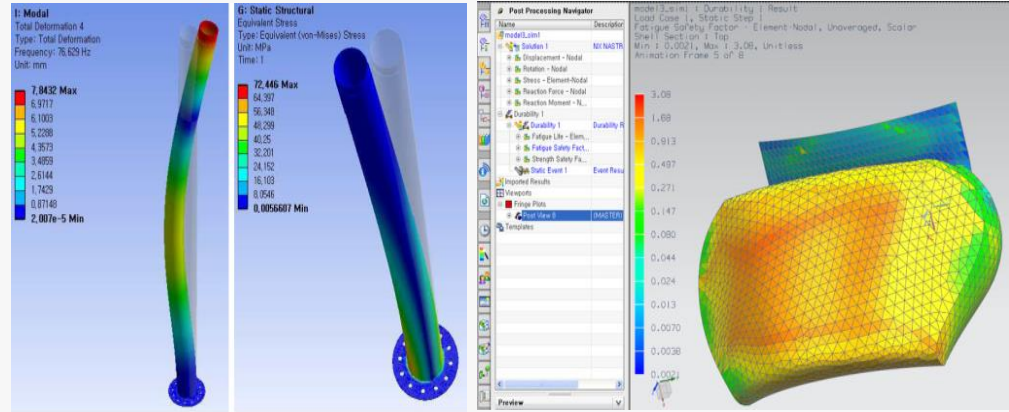 I: Modal
Total Deformation 4
Type: Total Deformation
Frequency: 76.629 Hz
Unit: mm
7.8432 Max
6.9717
6.1003
5.2288
4.3573
3.4859
2.6144
1.7429
0.87148
2.007e-5 Min
G: Static Structural
Equivalent Stress
Type: Equivalent (von-Mises) Stress
Unit: MPa
Time: 1
72.446 Max
64.397
56.348
48.299
40.25
32.201
24.152
16.103
8.0546
0.0056607 Min
Post Processing Navigator
Name Description
model3_sim1
Solution 1 NX NASTR
Displacement - Nodal
Rotation - Nodal
Stress - Element-Nodal
Reaction Force - Nodal
Reaction Moment - N...
Durability 1
Durability 1 Durability R
Fatigue Life - Elem...
Fatigue Safety Fact...
Strength Safety Fa...
Static Event 1 Event Resu
Imported Results
Viewports
Fringe Plots
Post View 8 (MASTER)
Templates
Preview
model3_sim1 : Durability 1 Result
Load Case 1, Static Step 1
Fatigue Safety Factor - Element-Nodal, Unaveraged, Scalar
Shell Section : Top
Min : 0.0021, Max : 3.08, Unitless
Animation Frame 5 of 8
3.08
1.68
0.913
0.497
0.271
0.147
0.080
0.044
0.024
0.013
0.0070
0.0038
0.0021